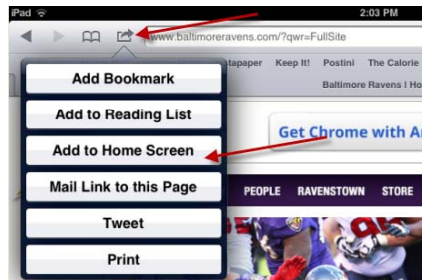 iPad 2:03 PM
www.baltimoreravens.com/?qwr=FullSite
stapaper Keep It! Postini The Calorie
Baltimore Ravens | Ho
Add Bookmark
Add to Reading List
Add to Home Screen
Mail Link to this Page
Tweet
Print
Get Chrome with A
PEOPLE RAVENSTOWN STORE